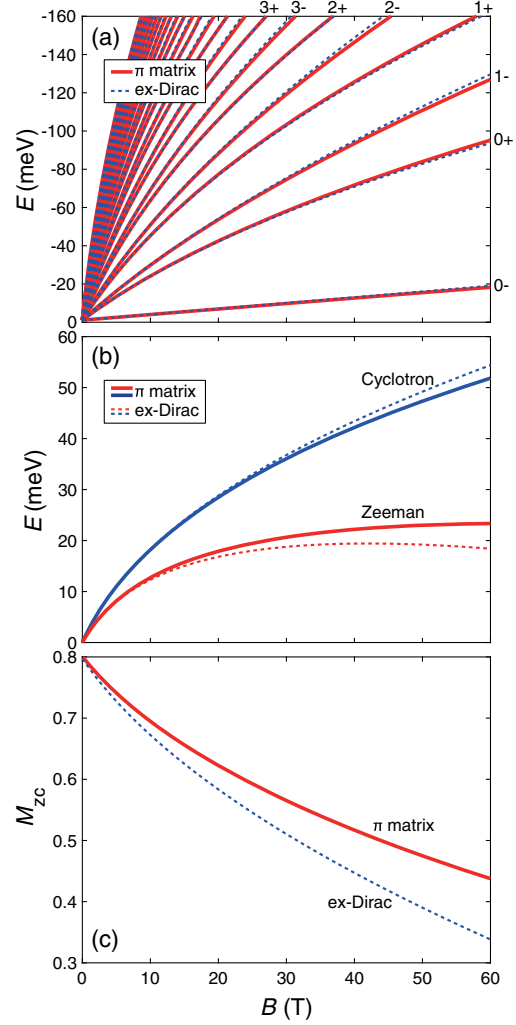 3+ 3- 2+ 2- 1+
-160
(a)
π matrix
ex-Dirac
-140
-120
-100
-80
-60
-40
-20
0
E (meV)
1-
0+
0-
60
(b)
π matrix
ex-Dirac
Cyclotron
50
40
30
Zeeman
20
10
0
E (meV)
0.8
0.7
0.6
0.5
0.4
0.3
M_zc
π matrix
ex-Dirac
(c)
0 10 20 30 40 50 60
B (T)